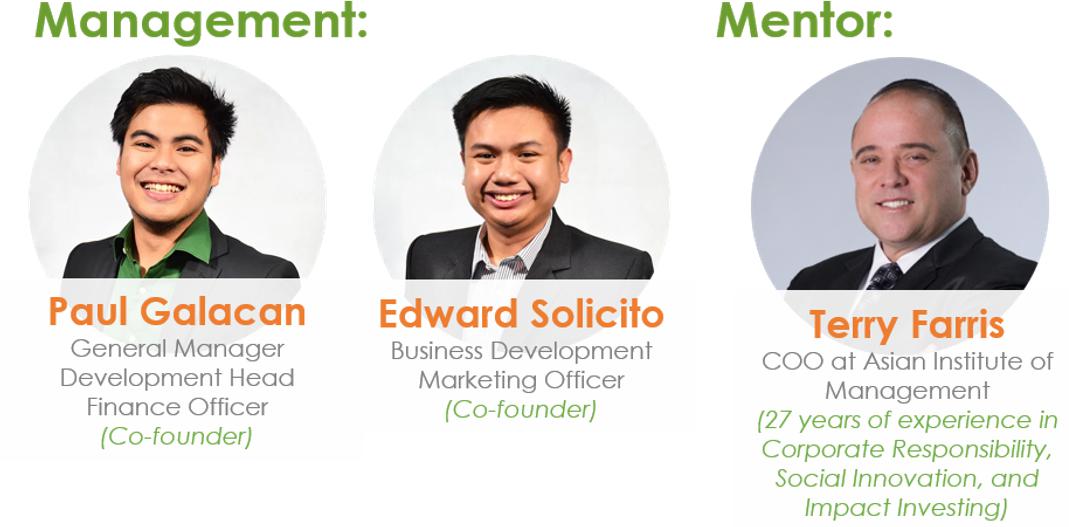 Management:
Paul Galacan
General Manager
Development Head
Finance Officer
(Co-founder)
Edward Solicito
Business Development
Marketing Officer
(Co-founder)
Mentor:
Terry Farris
COO at Asian Institute of
Management
(27 years of experience in
Corporate Responsibility,
Social Innovation, and
Impact Investing)